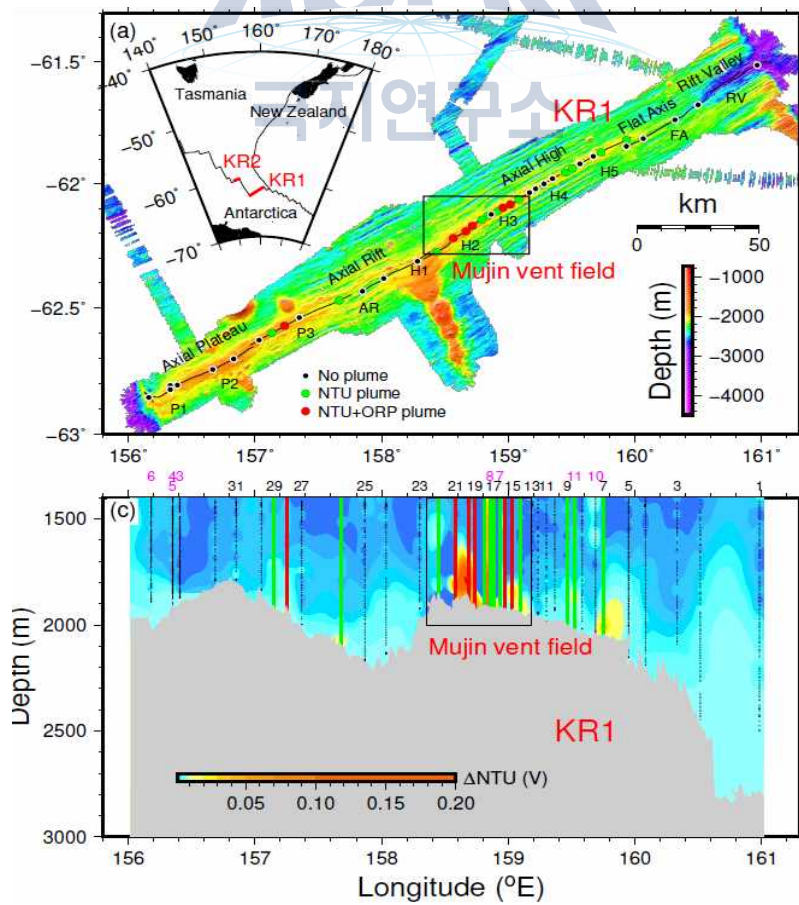 (a)
140° 150° 160° 170° 180°
−40°
−50°
−60°
−70°
Tasmania
New Zealand
KR2
KR1
Antarctica
국지연구소
KR1
Rift Valley
RV
Flat Axis
FA
Axial High
H5
H4
H3
H2
H1
Mujin vent field
Axial Rift
AR
Axial Plateau
P3
P2
P1
−61.5°
−62°
−62.5°
−63°
km
0 50
Depth (m)
−1000
−2000
−3000
−4000
No plume
NTU plume
NTU+ORP plume
156 157 158 159 160 161
6 43 8 7 11 10
5 31 29 27 25 23 21 19 17 15 13 11 9 7 5 3 1
(c)
1500
2000
2500
3000
Depth (m)
Mujin vent field
KR1
ΔNTU (V)
0.05 0.10 0.15 0.20
156 157 158 159 160 161
Longitude (°E)